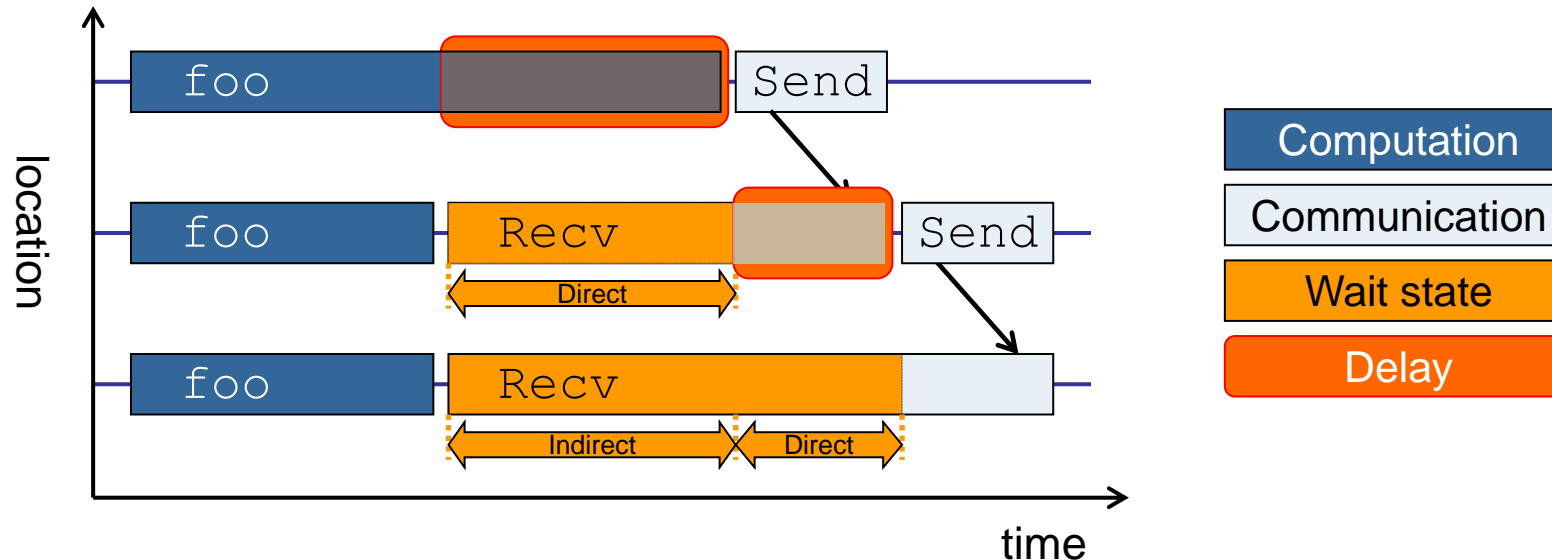 foo
Send
location
foo
Recv
Send
Direct
foo
Recv
Indirect
Direct
time
Computation
Communication
Wait state
Delay